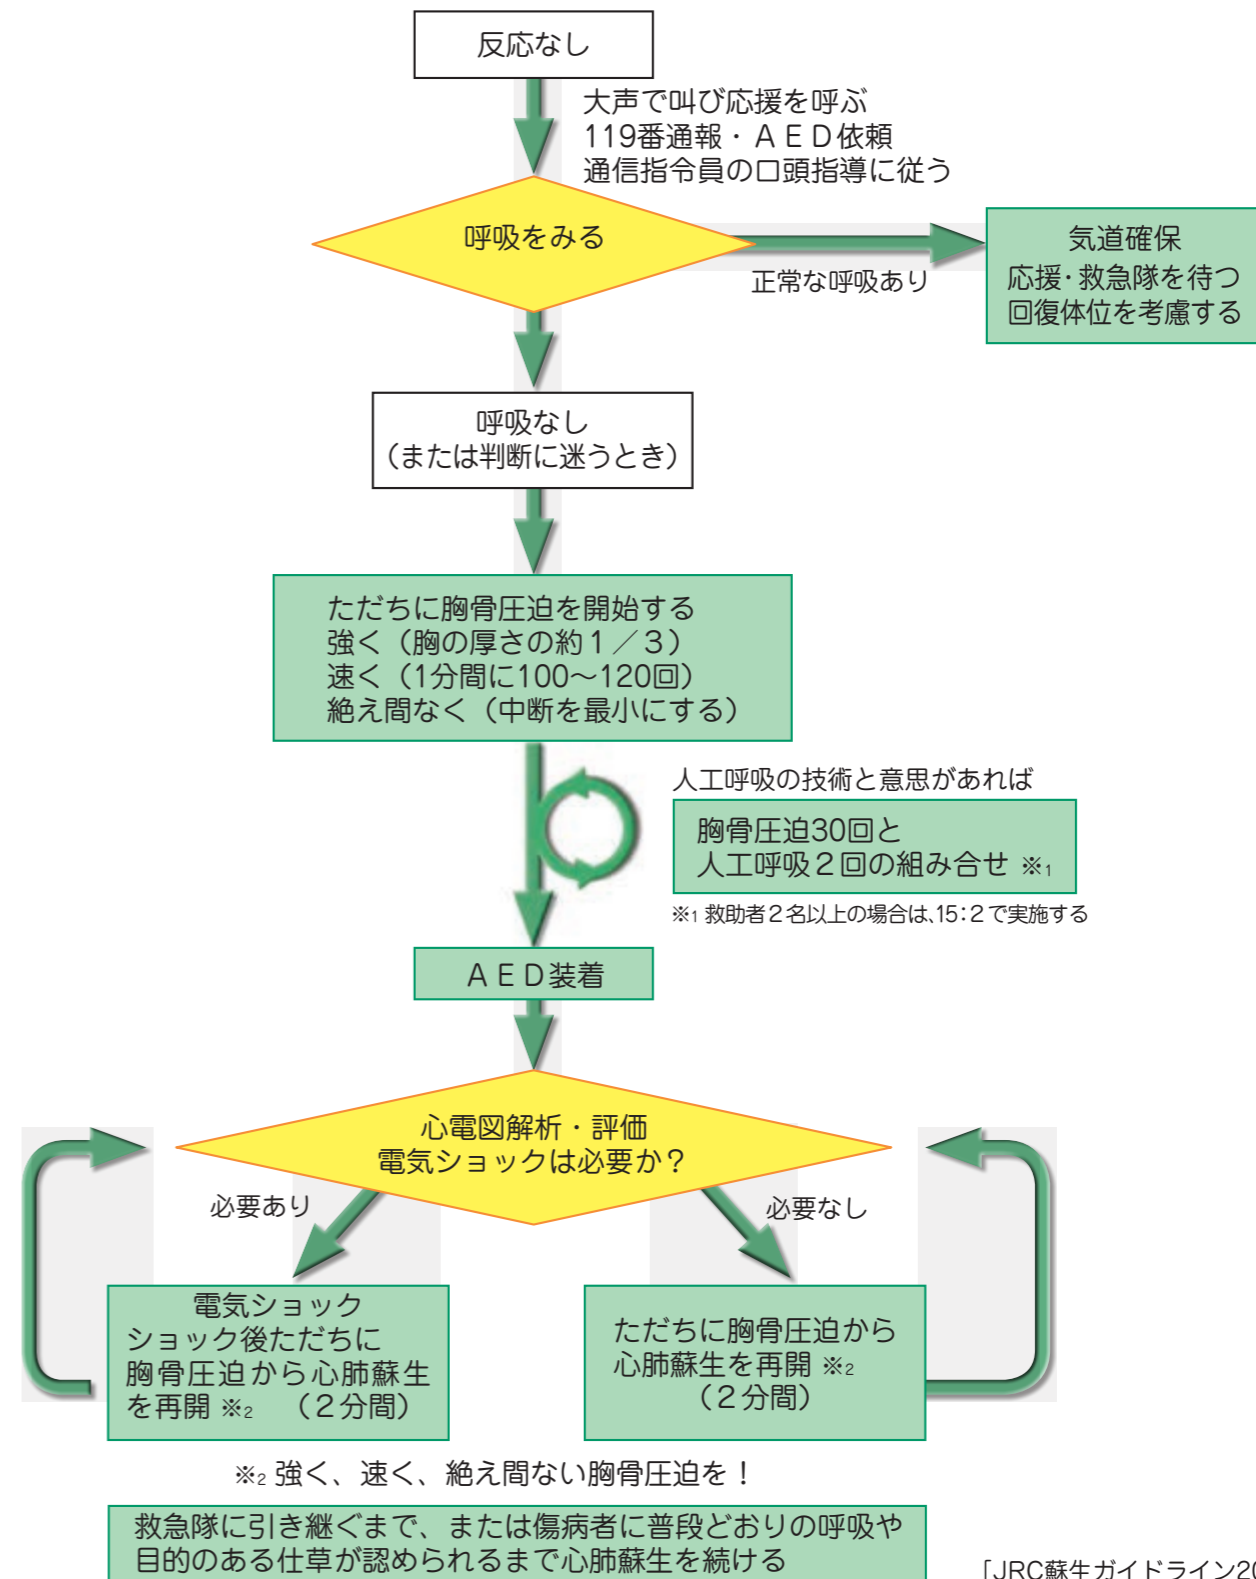 反応なし
大声で叫び応援を呼ぶ
119番通報・ＡＥＤ依頼
通信指令員の口頭指導に従う
呼吸をみる
正常な呼吸あり
気道確保
応援・救急隊を待つ
回復体位を考慮する
呼吸なし
（または判断に迷うとき）
ただちに胸骨圧迫を開始する
強く（胸の厚さの約１／３）
速く（1分間に100～120回）
絶え間なく（中断を最小にする）
人工呼吸の技術と意思があれば
胸骨圧迫30回と
人工呼吸２回の組み合せ ※1
※1 救助者２名以上の場合は、15：２で実施する
ＡＥＤ装着
心電図解析・評価
電気ショックは必要か？
必要あり
必要なし
電気ショック
ショック後ただちに
胸骨圧迫から心肺蘇生
を再開 ※2　（２分間）
ただちに胸骨圧迫から
心肺蘇生を再開 ※2
（２分間）
※2 強く、速く、絶え間ない胸骨圧迫を！
救急隊に引き継ぐまで、または傷病者に普段どおりの呼吸や
目的のある仕草が認められるまで心肺蘇生を続ける
「JRC蘇生ガイドライン20